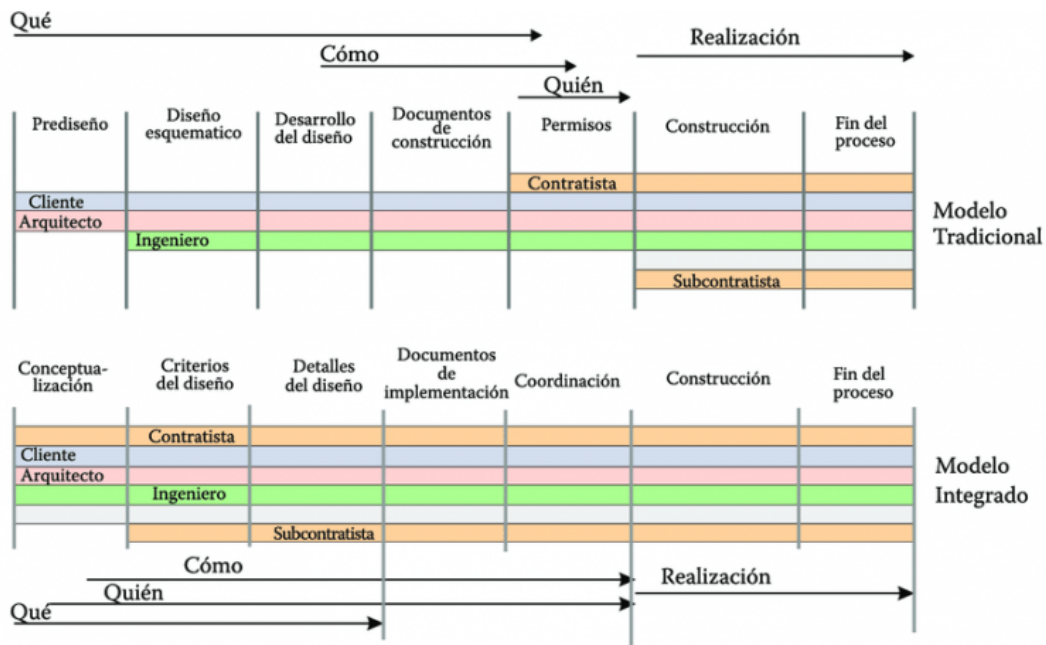 Qué
Cómo
Realización
Quién
Prediseño
Diseño
esquematico
Desarrollo
del diseño
Documentos
de
construcción
Permisos
Construcción
Fin del
proceso
Contratista
Cliente
Arquitecto
Ingeniero
Subcontratista
Modelo
Tradicional
Conceptua-
lización
Criterios
del diseño
Detalles
del diseño
Documentos
de
implementación
Coordinación
Construcción
Fin del
proceso
Contratista
Cliente
Arquitecto
Ingeniero
Subcontratista
Modelo
Integrado
Cómo
Realización
Quién
Qué